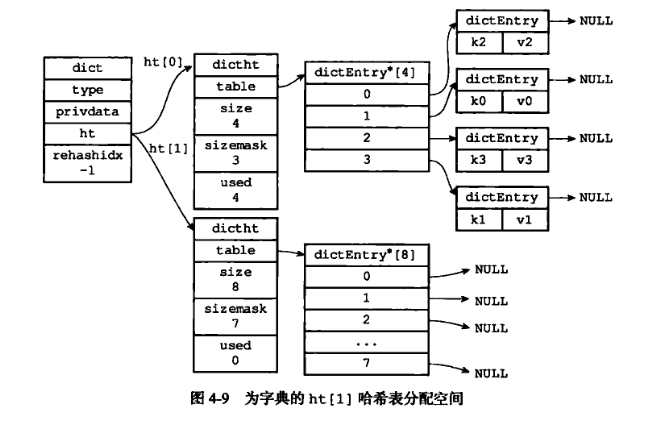 dict
type
privdata
ht
rehashidx
-1
ht[0]
ht[1]
dictht
table
size
4
sizemask
3
used
4
dictEntry*[4]
0
1
2
3
dictEntry
k2 v2
NULL
dictEntry
k0 v0
NULL
dictEntry
k3 v3
NULL
dictEntry
k1 v1
NULL
dictht
table
size
8
sizemask
7
used
0
dictEntry*[8]
0
1
2
...
7
NULL
NULL
NULL
NULL
图 4-9 为字典的 ht[1] 哈希表分配空间